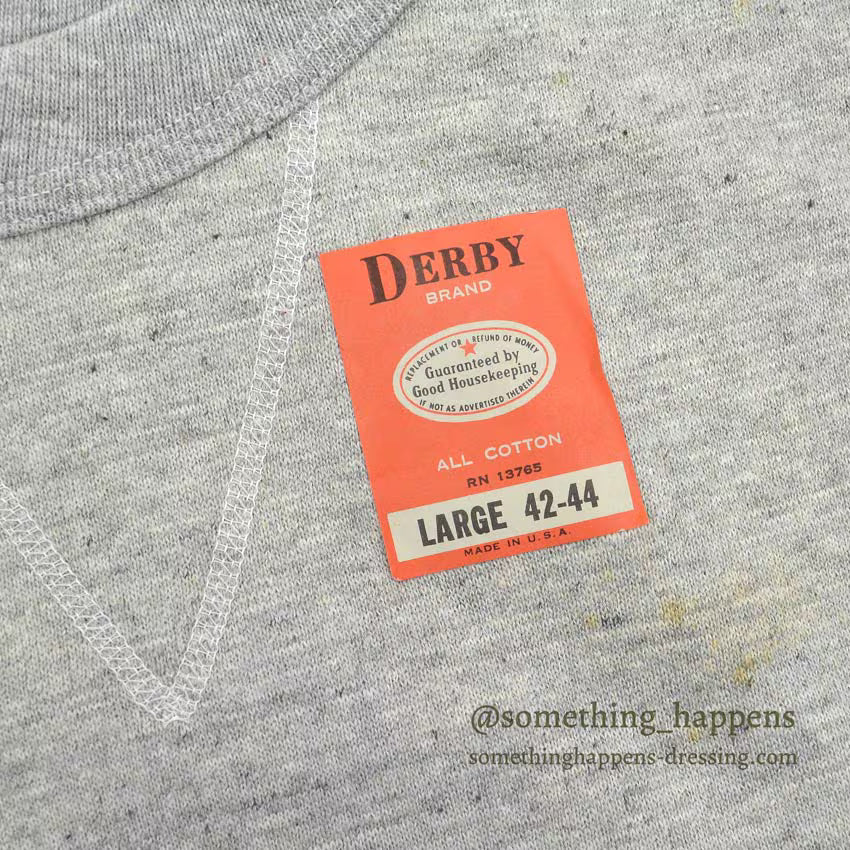 DERBY
BRAND
REPLACEMENT OR REFUND OF MONEY
Guaranteed by
Good Housekeeping
IF NOT AS ADVERTISED THEREIN
ALL COTTON
RN 13765
LARGE 42-44
MADE IN U.S.A.
@something_happens
somethinghappens-dressing.com